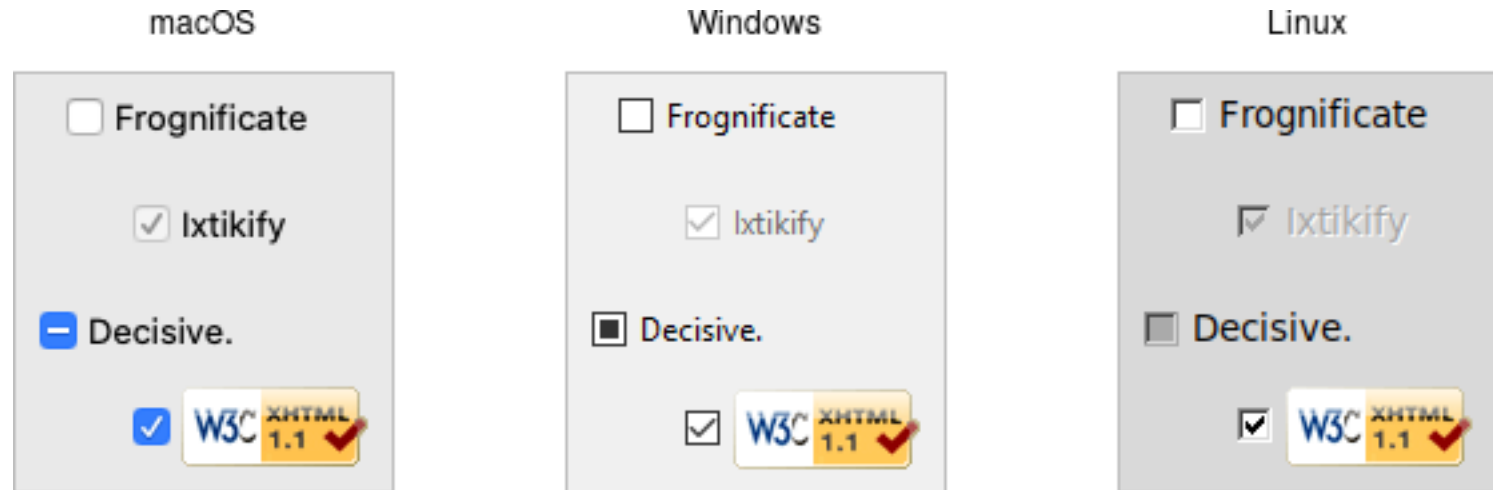 macOS
Windows
Linux
Frognificate
Frognificate
Frognificate
Ixtikify
Ixtikify
Ixtikify
Decisive.
Decisive.
Decisive.
W3C XHTML 1.1
W3C XHTML 1.1
W3C XHTML 1.1